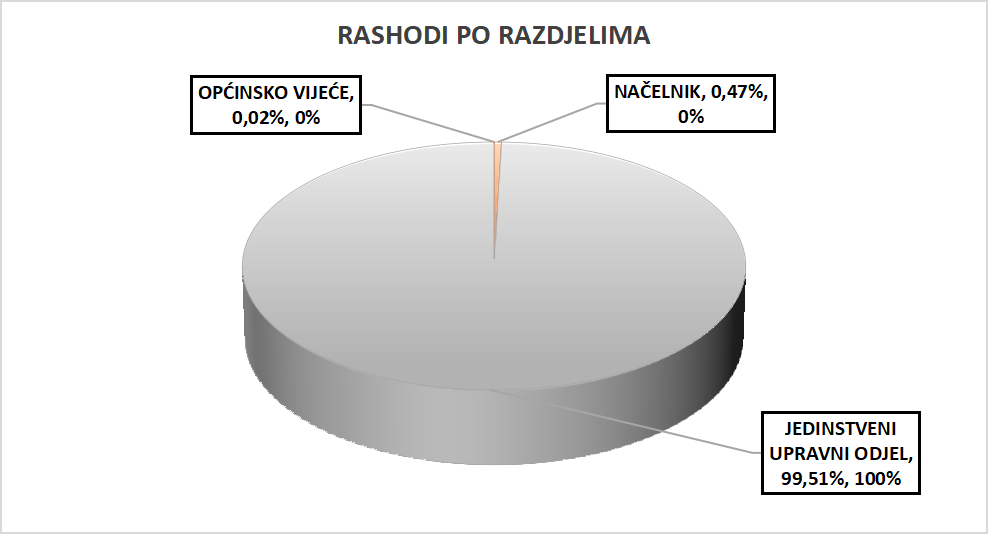 RASHODI PO RAZDJELIMA
OPĆINSKO VIJEĆE,
0,02%, 0%
NAČELNIK, 0,47%,
0%
JEDINSTVENI
UPRAVNI ODJEL,
99,51%, 100%